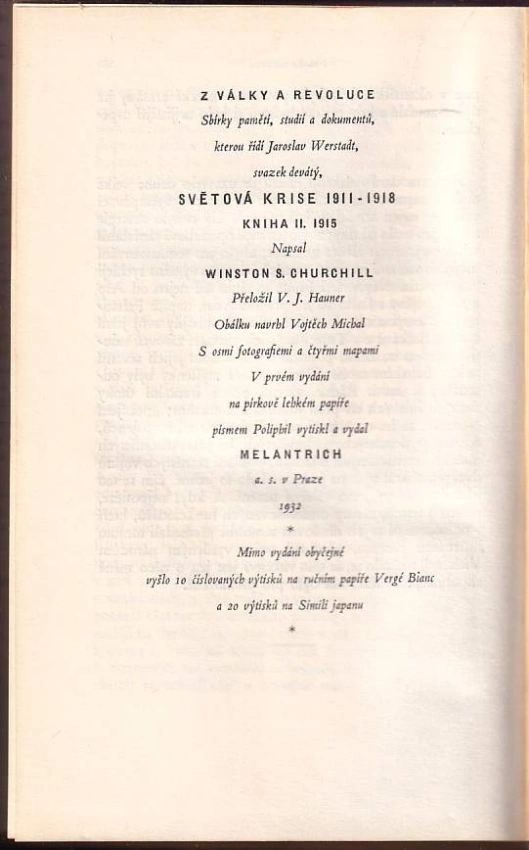 Z VÁLKY A REVOLUCE
Sbírky pamětí, studií a dokumentů,
kterou řídí Jaroslav Werstadt,
svazek devátý,
SVĚTOVÁ KRISE 1911-1918
KNIHA II. 1915
Napsal
WINSTON S. CHURCHILL
Přeložil V. J. Hauner
Obálku navrhl Vojtěch Michal
S osmi fotografiemi a čtyřmi mapami
V prvém vydání
na pírkově lehkém papíře
písmem Poliphil vytiskl a vydal
MELANTRICH
a. s. v Praze
1932
*
Mimo vydání obyčejné
vyšlo 10 číslovaných výtisků na ručním papíře Vergé Blanc
a 20 výtisků na Simili japanu
*